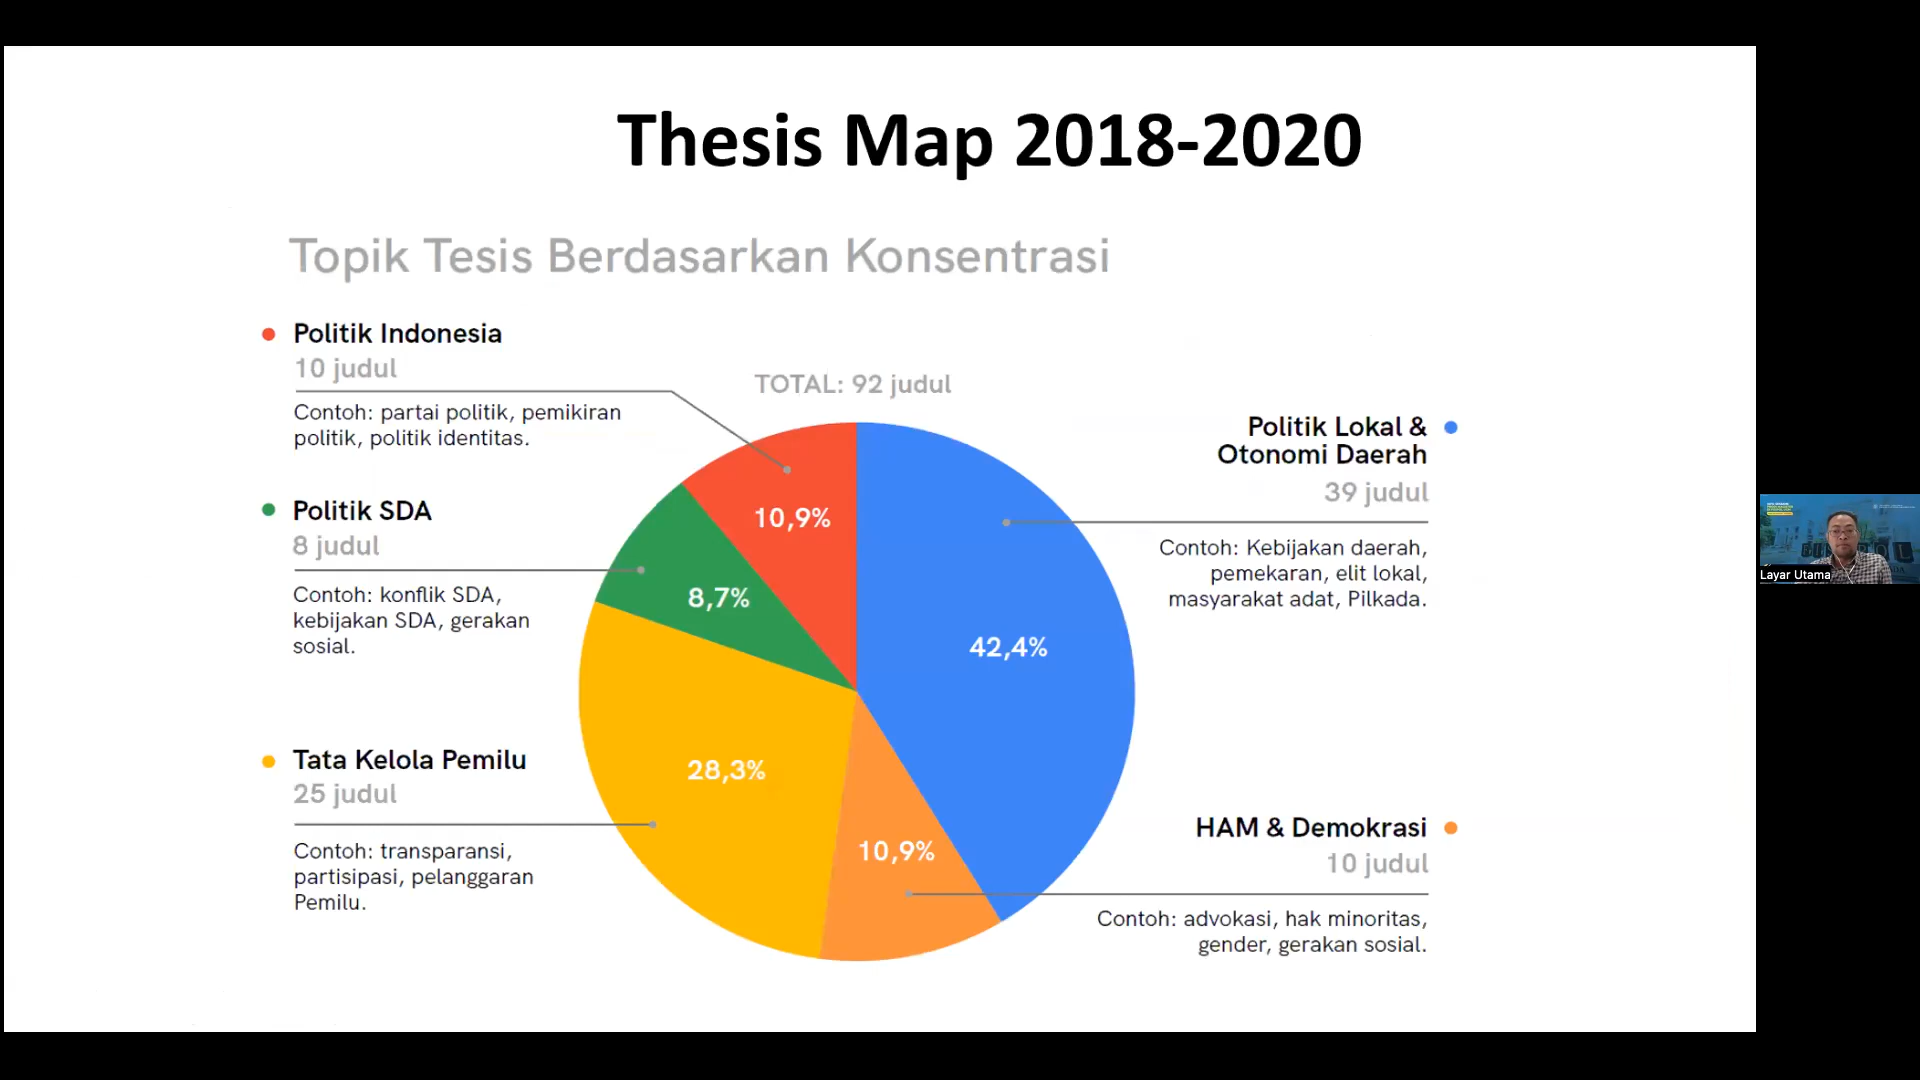 Thesis Map 2018-2020
Topik Tesis Berdasarkan Konsentrasi
Politik Indonesia
10 judul
Contoh: partai politik, pemikiran
politik, politik identitas.
Politik SDA
8 judul
Contoh: konflik SDA,
kebijakan SDA, gerakan
sosial.
Tata Kelola Pemilu
25 judul
Contoh: transparansi,
partisipasi, pelanggaran
Pemilu.
TOTAL: 92 judul
10,9%
8,7%
42,4%
28,3%
10,9%
Politik Lokal &
Otonomi Daerah
39 judul
Contoh: Kebijakan daerah,
pemekaran, elit lokal,
masyarakat adat, Pilkada.
HAM & Demokrasi
10 judul
Contoh: advokasi, hak minoritas,
gender, gerakan sosial.
Layar Utama